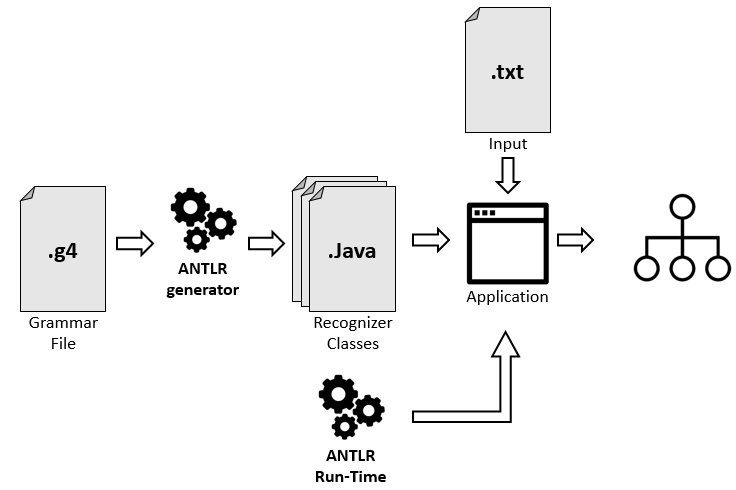 .txt
Input
.g4
Grammar
File
ANTLR
generator
.Java
Recognizer
Classes
Application
ANTLR
Run-Time